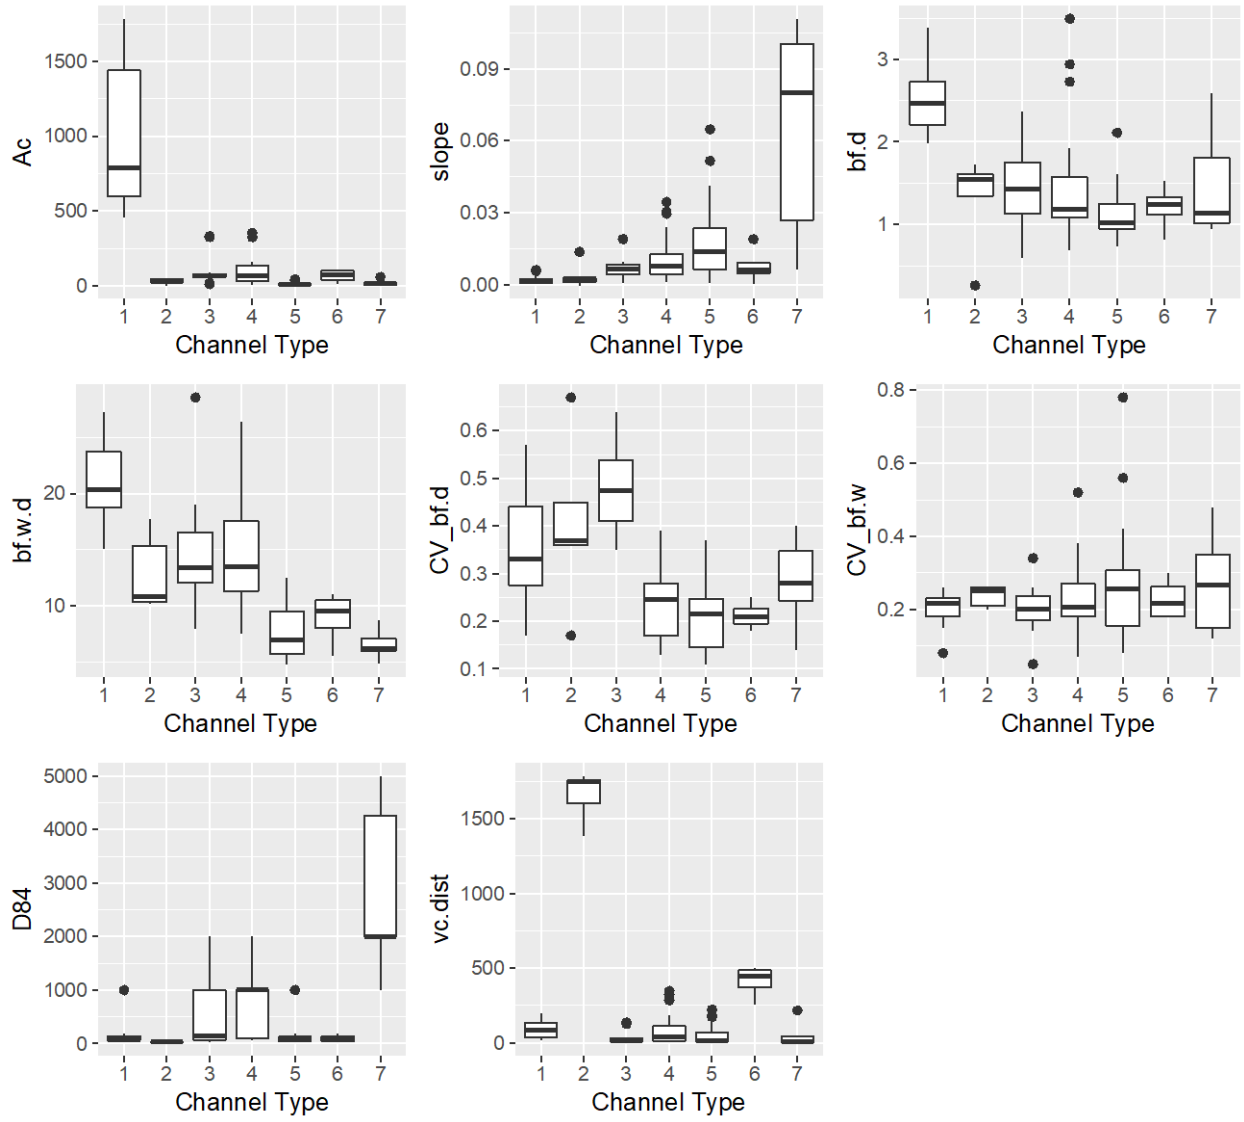 Ac
1500
1000
500
0
1 2 3 4 5 6 7
Channel Type
slope
0.09
0.06
0.03
0.00
1 2 3 4 5 6 7
Channel Type
bf.d
3
2
1
1 2 3 4 5 6 7
Channel Type
bf.w.d
20
10
1 2 3 4 5 6 7
Channel Type
CV_bf.d
0.6
0.5
0.4
0.3
0.2
0.1
1 2 3 4 5 6 7
Channel Type
CV_bf.w
0.8
0.6
0.4
0.2
1 2 3 4 5 6 7
Channel Type
D84
5000
4000
3000
2000
1000
0
1 2 3 4 5 6 7
Channel Type
vc.dist
1500
1000
500
0
1 2 3 4 5 6 7
Channel Type